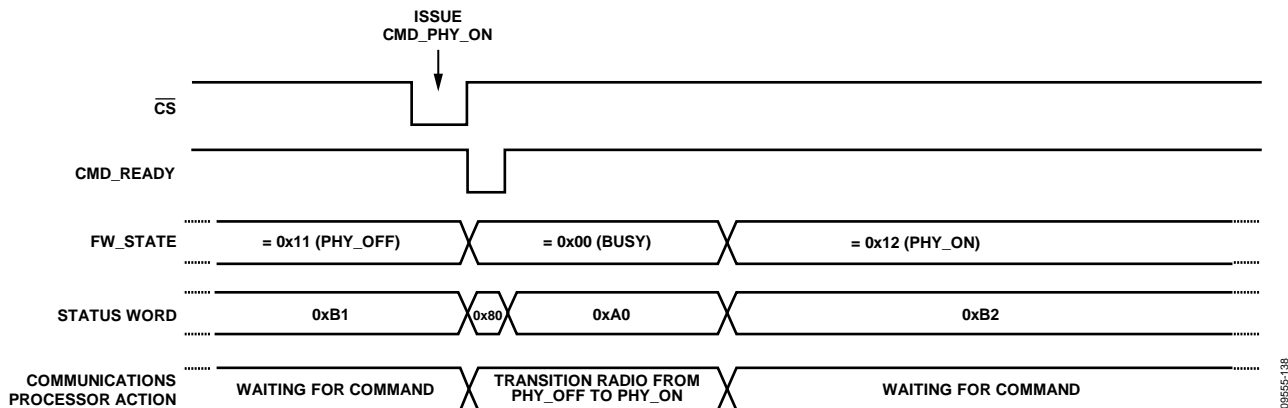 ISSUE
CMD_PHY_ON
CS
CMD_READY
FW_STATE
= 0x11 (PHY_OFF)
= 0x00 (BUSY)
= 0x12 (PHY_ON)
STATUS WORD
0xB1
0x80
0xA0
0xB2
COMMUNICATIONS
PROCESSOR ACTION
WAITING FOR COMMAND
TRANSITION RADIO FROM
PHY_OFF TO PHY_ON
WAITING FOR COMMAND
09555-138